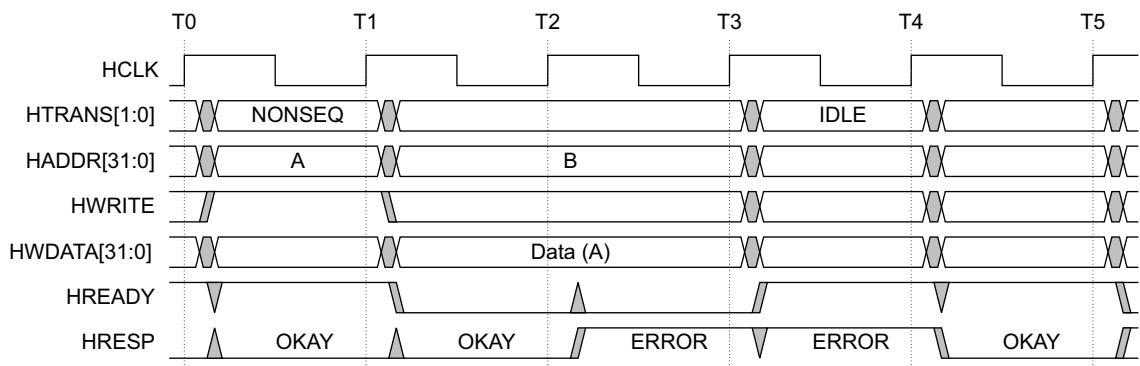 T0 T1 T2 T3 T4 T5
HCLK
HTRANS[1:0] NONSEQ IDLE
HADDR[31:0] A B
HWRITE
HWDATA[31:0] Data (A)
HREADY
HRESP OKAY OKAY ERROR ERROR OKAY